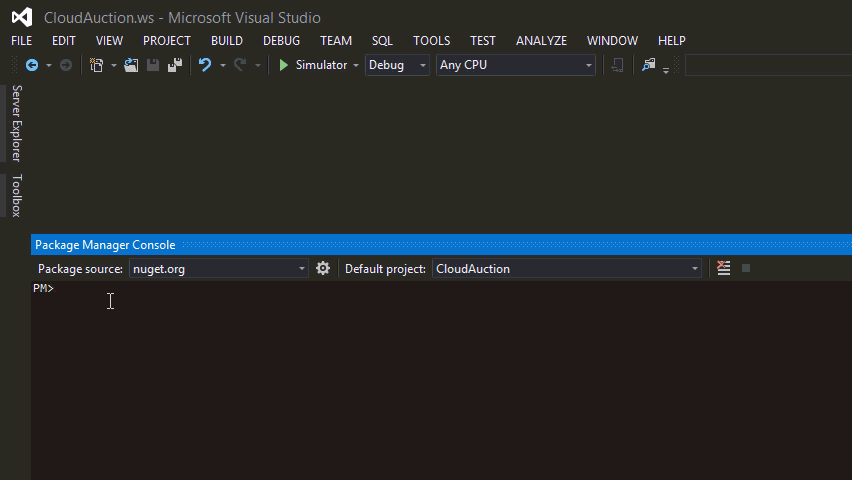 CloudAuction.ws - Microsoft Visual Studio
FILE EDIT VIEW PROJECT BUILD DEBUG TEAM SQL TOOLS TEST ANALYZE WINDOW HELP
Simulator Debug Any CPU
Server Explorer
Toolbox
Package Manager Console
Package source: nuget.org Default project: CloudAuction
PM>